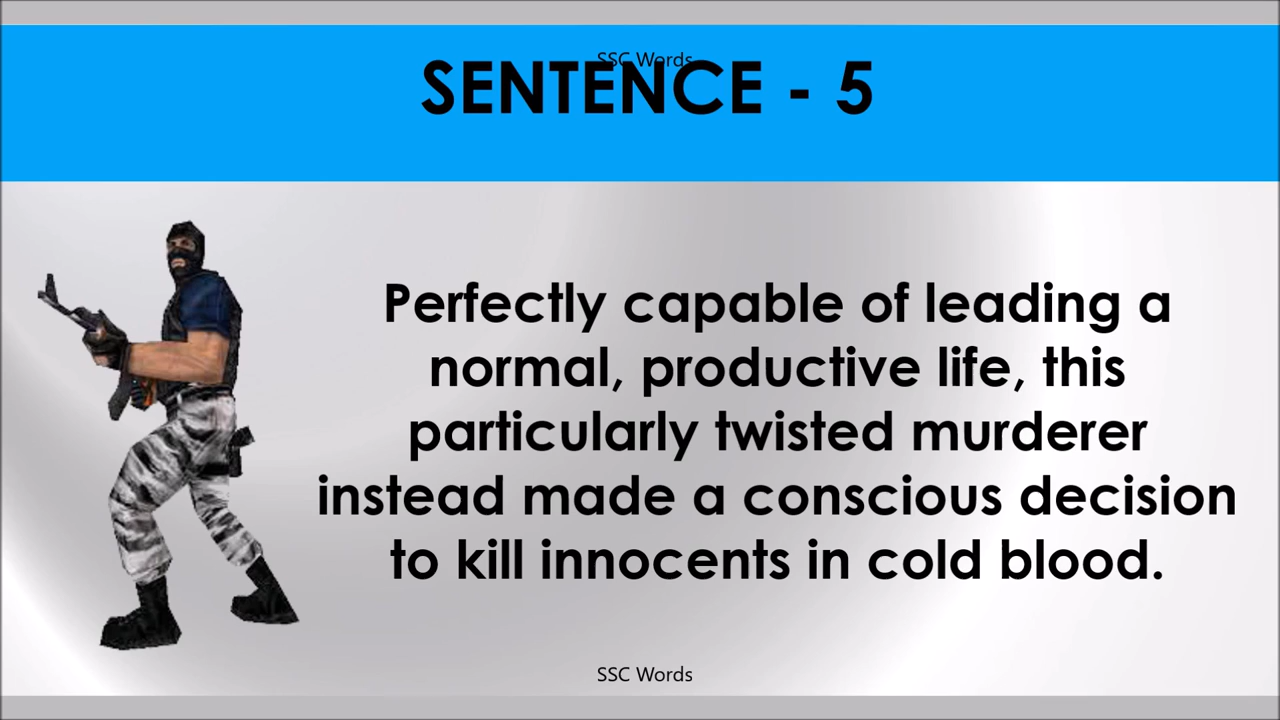 SSC Words
SENTENCE - 5
Perfectly capable of leading a
normal, productive life, this
particularly twisted murderer
instead made a conscious decision
to kill innocents in cold blood.
SSC Words